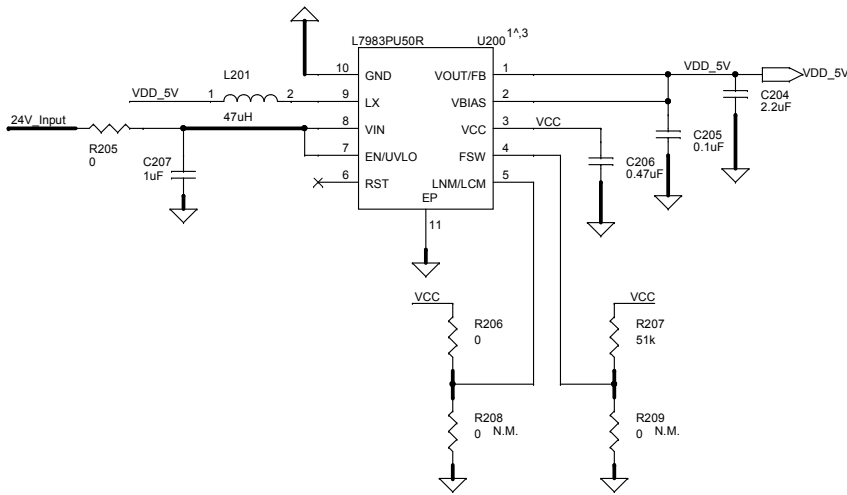 L7983PU50R
U200
1^,3
10
GND
VOUT/FB
1
VDD_5V
VDD_5V
L201
VDD_5V
1
2
9
LX
VBIAS
2
C204
2.2uF
24V_Input
47uH
8
VIN
VCC
3
VCC
R205
0
C207
1uF
7
EN/UVLO
FSW
4
C206
0.47uF
C205
0.1uF
6
RST
LNM/LCM
5
EP
11
VCC
VCC
R206
0
R207
51k
R208
0
N.M.
R209
0
N.M.